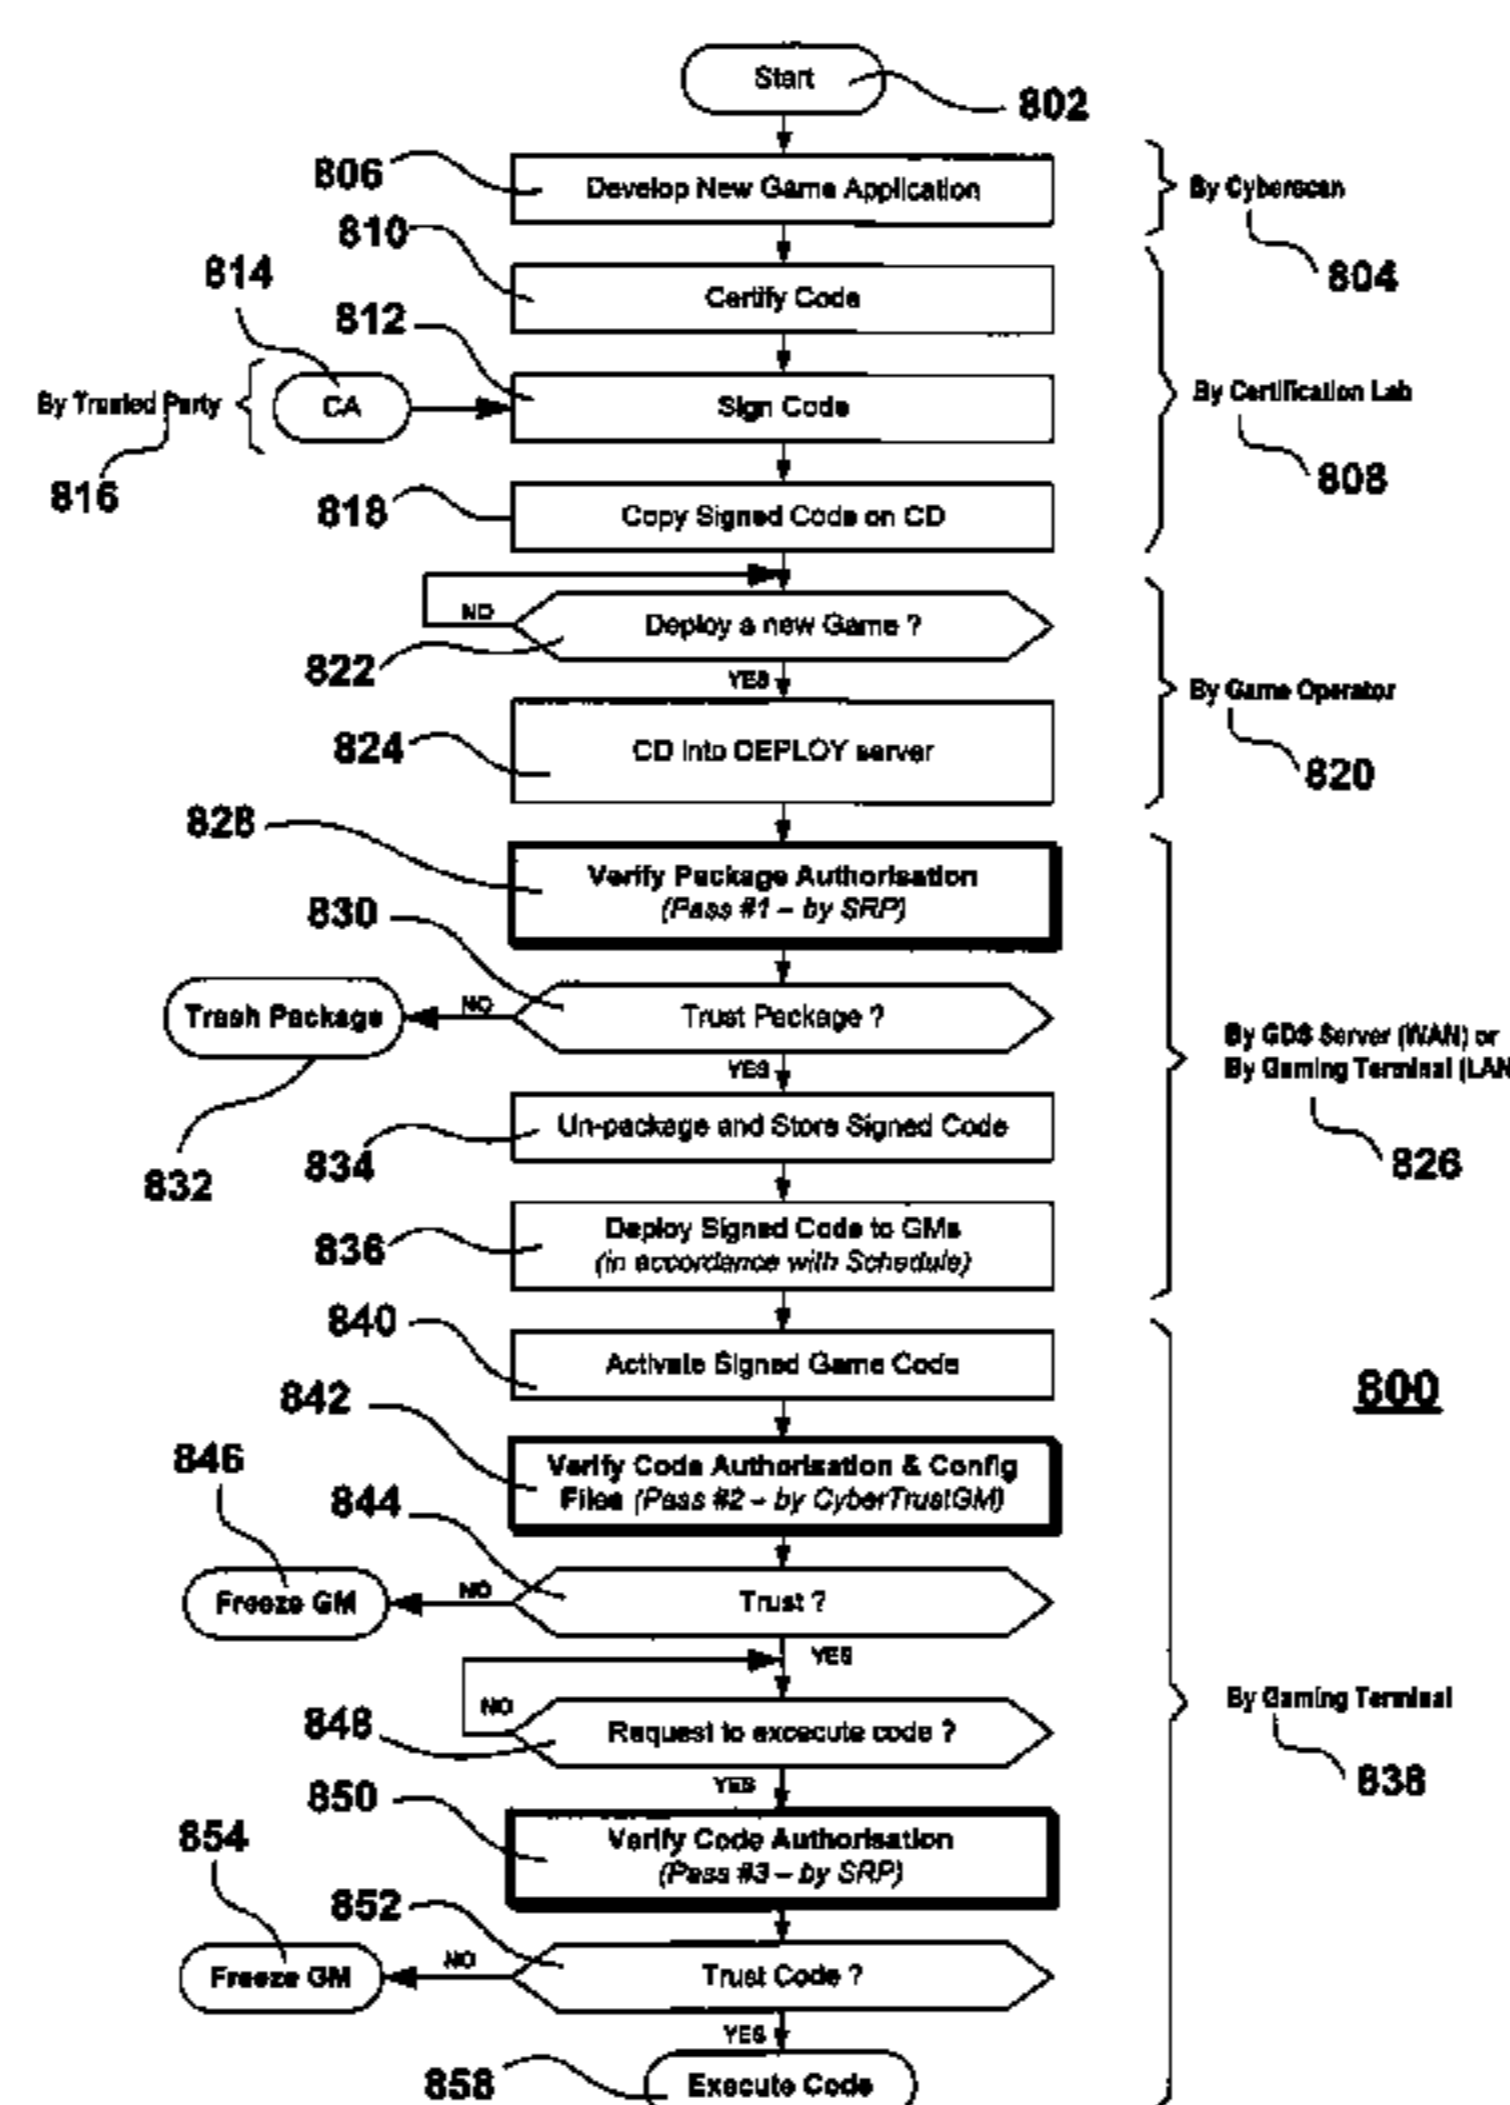 Start
802
806
Develop New Game Application
By Cyberscan
804
810
Certify Code
814
812
By Trusted Party
CA
Sign Code
By Certification Lab
808
816
818
Copy Signed Code on CD
NO
Deploy a new Game ?
822
YES
By Game Operator
820
824
CD into DEPLOY server
828
Verify Package Authorisation
(Pass #1 – by SRP)
830
Trash Package
NO
Trust Package ?
832
YES
By GDS Server (WAN) or
By Gaming Terminal (LAN
826
834
Un-package and Store Signed Code
836
Deploy Signed Code to GMs
(in accordance with Schedule)
840
Activate Signed Game Code
800
842
Verify Code Authorisation & Config
Files (Pass #2 – by CyberTrustGM)
846
844
Freeze GM
NO
Trust ?
YES
NO
848
Request to excecute code ?
By Gaming Terminal
838
YES
850
Verify Code Authorisation
(Pass #3 – by SRP)
854
852
Freeze GM
NO
Trust Code ?
YES
858
Execute Code